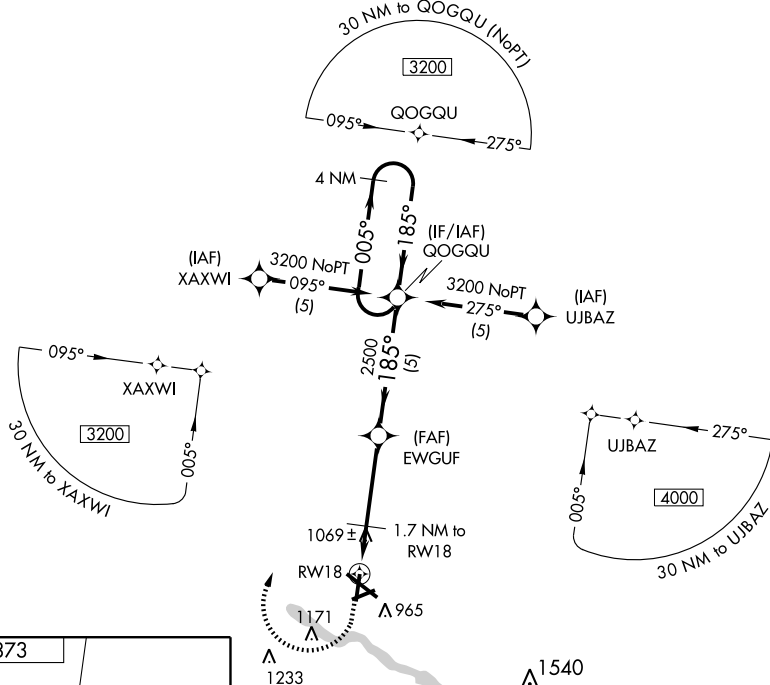 30 NM to QOGQU (NoPT)
3200
QOGQU
095°
275°
4 NM
005°
185°
(IF/IAF)
QOGQU
(IAF)
XAXWI
3200 NoPT
095°
(5)
3200 NoPT
275°
(5)
(IAF)
UJBAZ
2500
185°
(5)
095°
XAXWI
3200
005°
30 NM to XAXWI
(FAF)
EWGUF
UJBAZ
275°
005°
4000
30 NM to UJBAZ
1069 ±
1.7 NM to
RW18
RW18
965
1171
1233
1540